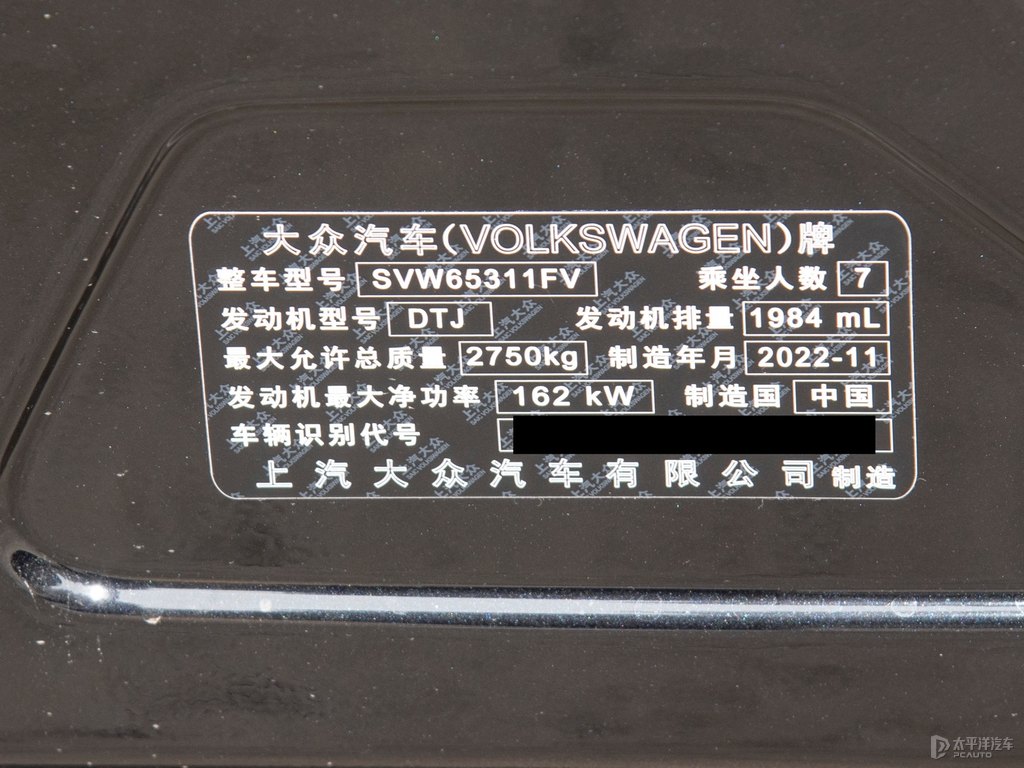 大众汽车(VOLKSWAGEN)牌
整车型号 SVW65311FV 乘坐人数 7
发动机型号 DTJ 发动机排量 1984 mL
最大允许总质量 2750kg 制造年月 2022-11
发动机最大净功率 162 kW 制造国 中国
车辆识别代号
上汽大众汽车有限公司 制造
太平洋汽车
PCAUTO